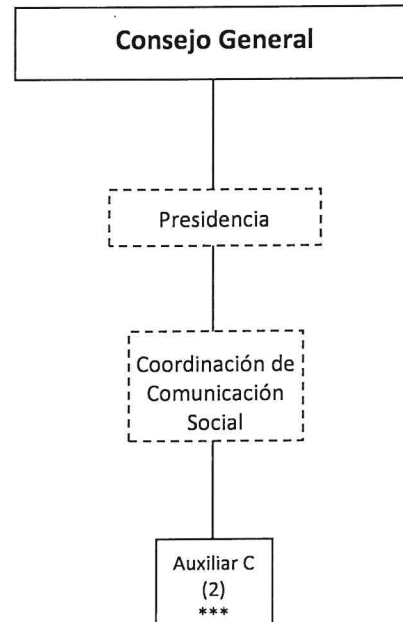 Consejo General
Presidencia
Coordinación de
Comunicación
Social
Auxiliar C
(2)
***